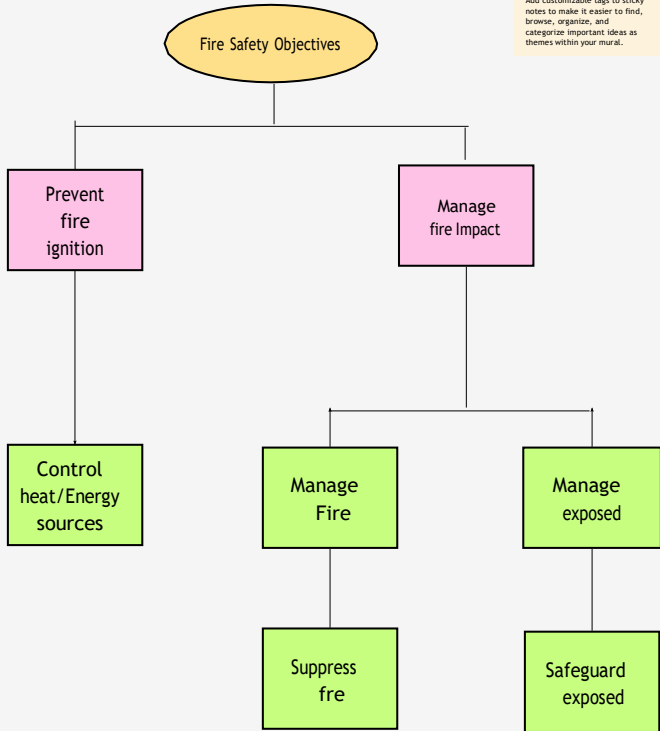 Add customizable tags to sticky
notes to make it easier to find,
browse, organize, and
categorize important ideas as
themes within your mural.
Fire Safety Objectives
Prevent
fire
ignition
Manage
fire Impact
Control
heat/Energy
sources
Manage
Fire
Manage
exposed
Suppress
fre
Safeguard
exposed